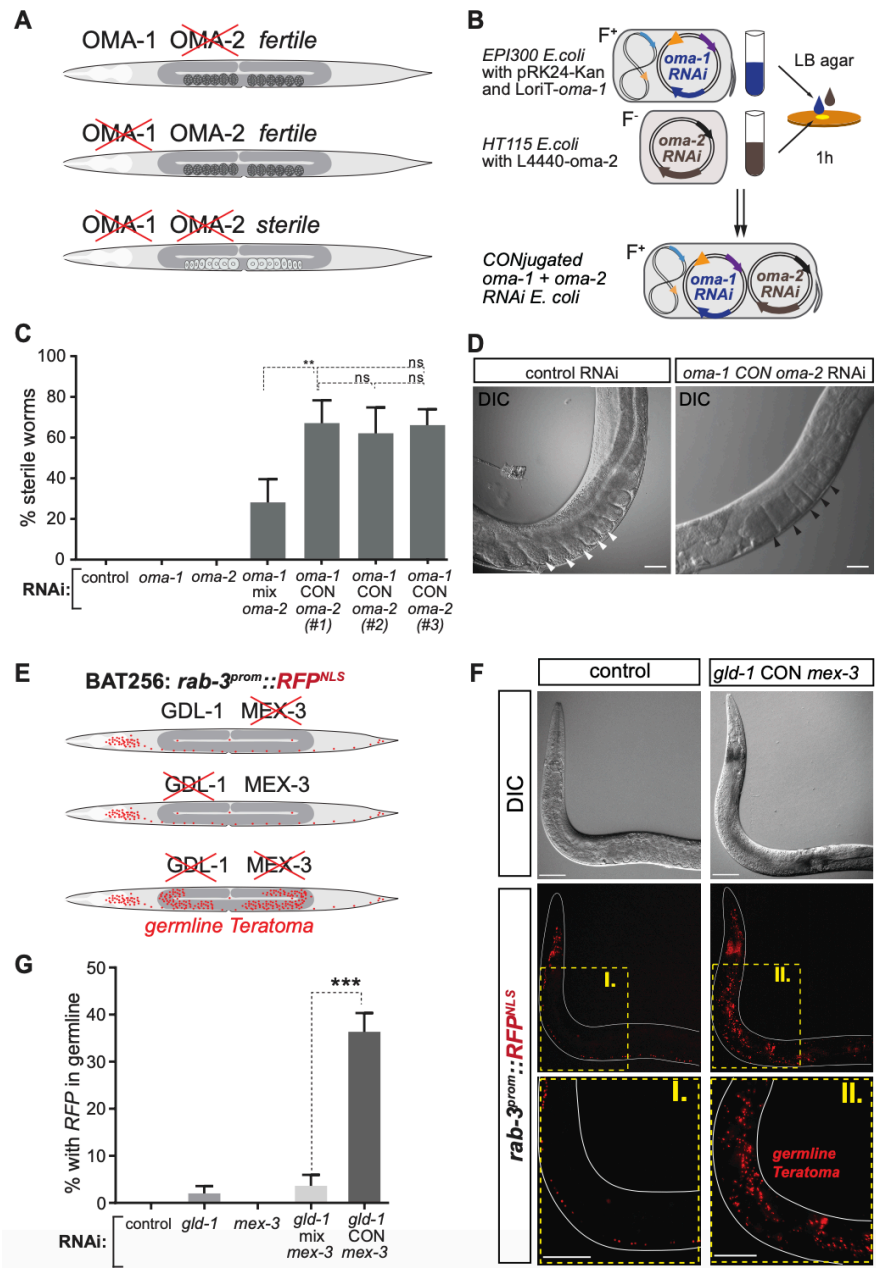 A
OMA-1 OMA-2 fertile
OMA-1 OMA-2 fertile
OMA-1 OMA-2 sterile
B
EPI300 E.coli
with pRK24-Kan
and LoriT-oma-1
F+
oma-1
RNAi
LB agar
HT115 E.coli
with L4440-oma-2
F-
oma-2
RNAi
1h
CONjugated
oma-1 + oma-2
RNAi E. coli
F+
oma-1
RNAi
oma-2
RNAi
C
% sterile worms
100
80
60
40
20
0
**
ns
ns
ns
RNAi:
control
oma-1
oma-2
oma-1
mix
oma-2
oma-1
CON
oma-2
(#1)
oma-1
CON
oma-2
(#2)
oma-1
CON
oma-2
(#3)
D
control RNAi
oma-1 CON oma-2 RNAi
DIC
DIC
E
BAT256: rab-3prom::RFPNLS
GDL-1 MEX-3
GDL-1 MEX-3
GDL-1 MEX-3
germline Teratoma
F
control
gld-1 CON mex-3
DIC
rab-3prom::RFPNLS
I.
II.
I.
II.
germline
Teratoma
G
% with RFP in germline
50
40
30
20
10
0
***
RNAi:
control
gld-1
mex-3
gld-1
mix
mex-3
gld-1
CON
mex-3